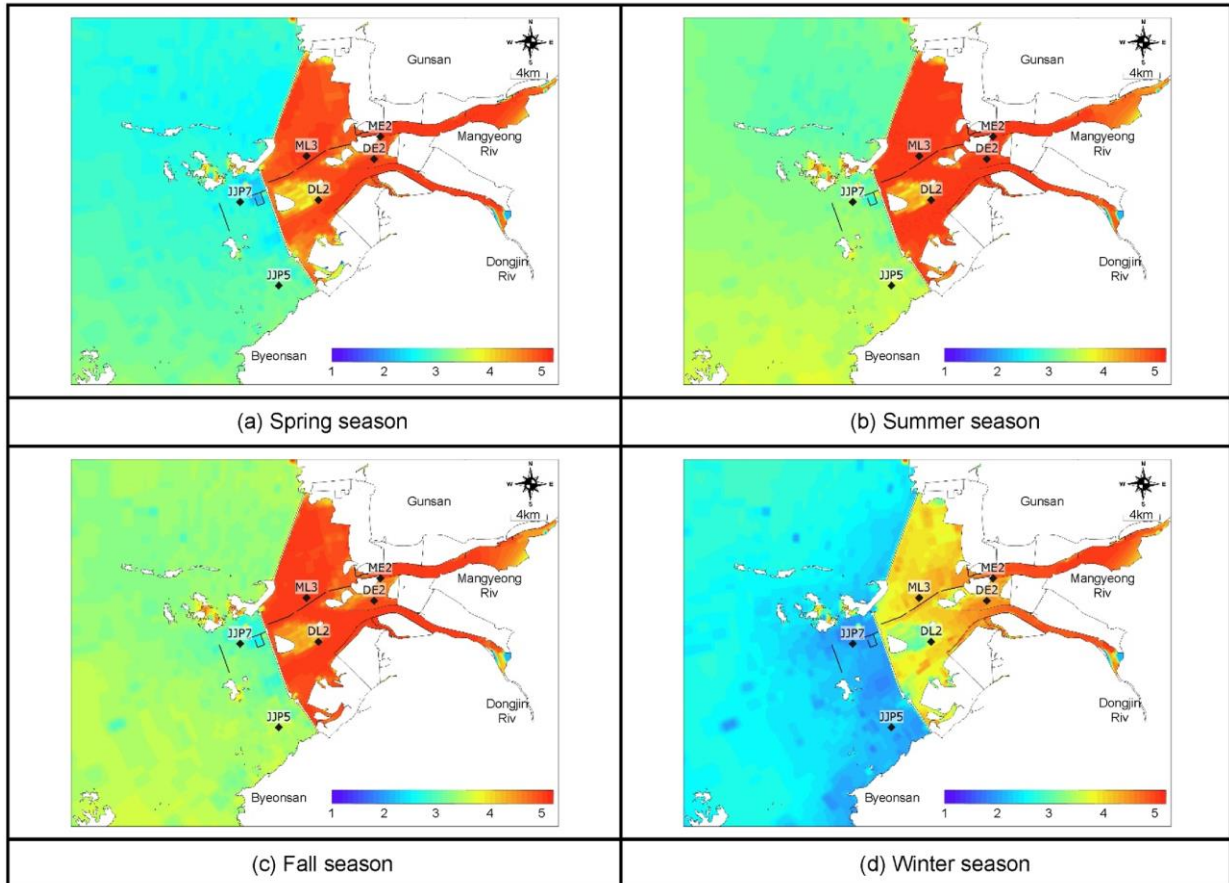 N
W E
S
Gunsan
4km
ME2
Mangyeong
Riv
ML3
DE2
JJP7
DL2
Dongjin
Riv
JJP5
Byeonsan
1 2 3 4 5
N
W E
S
Gunsan
4km
ME2
Mangyeong
Riv
ML3
DE2
JJP7
DL2
Dongjin
Riv
JJP5
Byeonsan
1 2 3 4 5
(a) Spring season
(b) Summer season
N
W E
S
Gunsan
4km
ME2
Mangyeong
Riv
ML3
DE2
JJP7
DL2
Dongjin
Riv
JJP5
Byeonsan
1 2 3 4 5
N
W E
S
Gunsan
4km
ME2
Mangyeong
Riv
ML3
DE2
JJP7
DL2
Dongjin
Riv
JJP5
Byeonsan
1 2 3 4 5
(c) Fall season
(d) Winter season